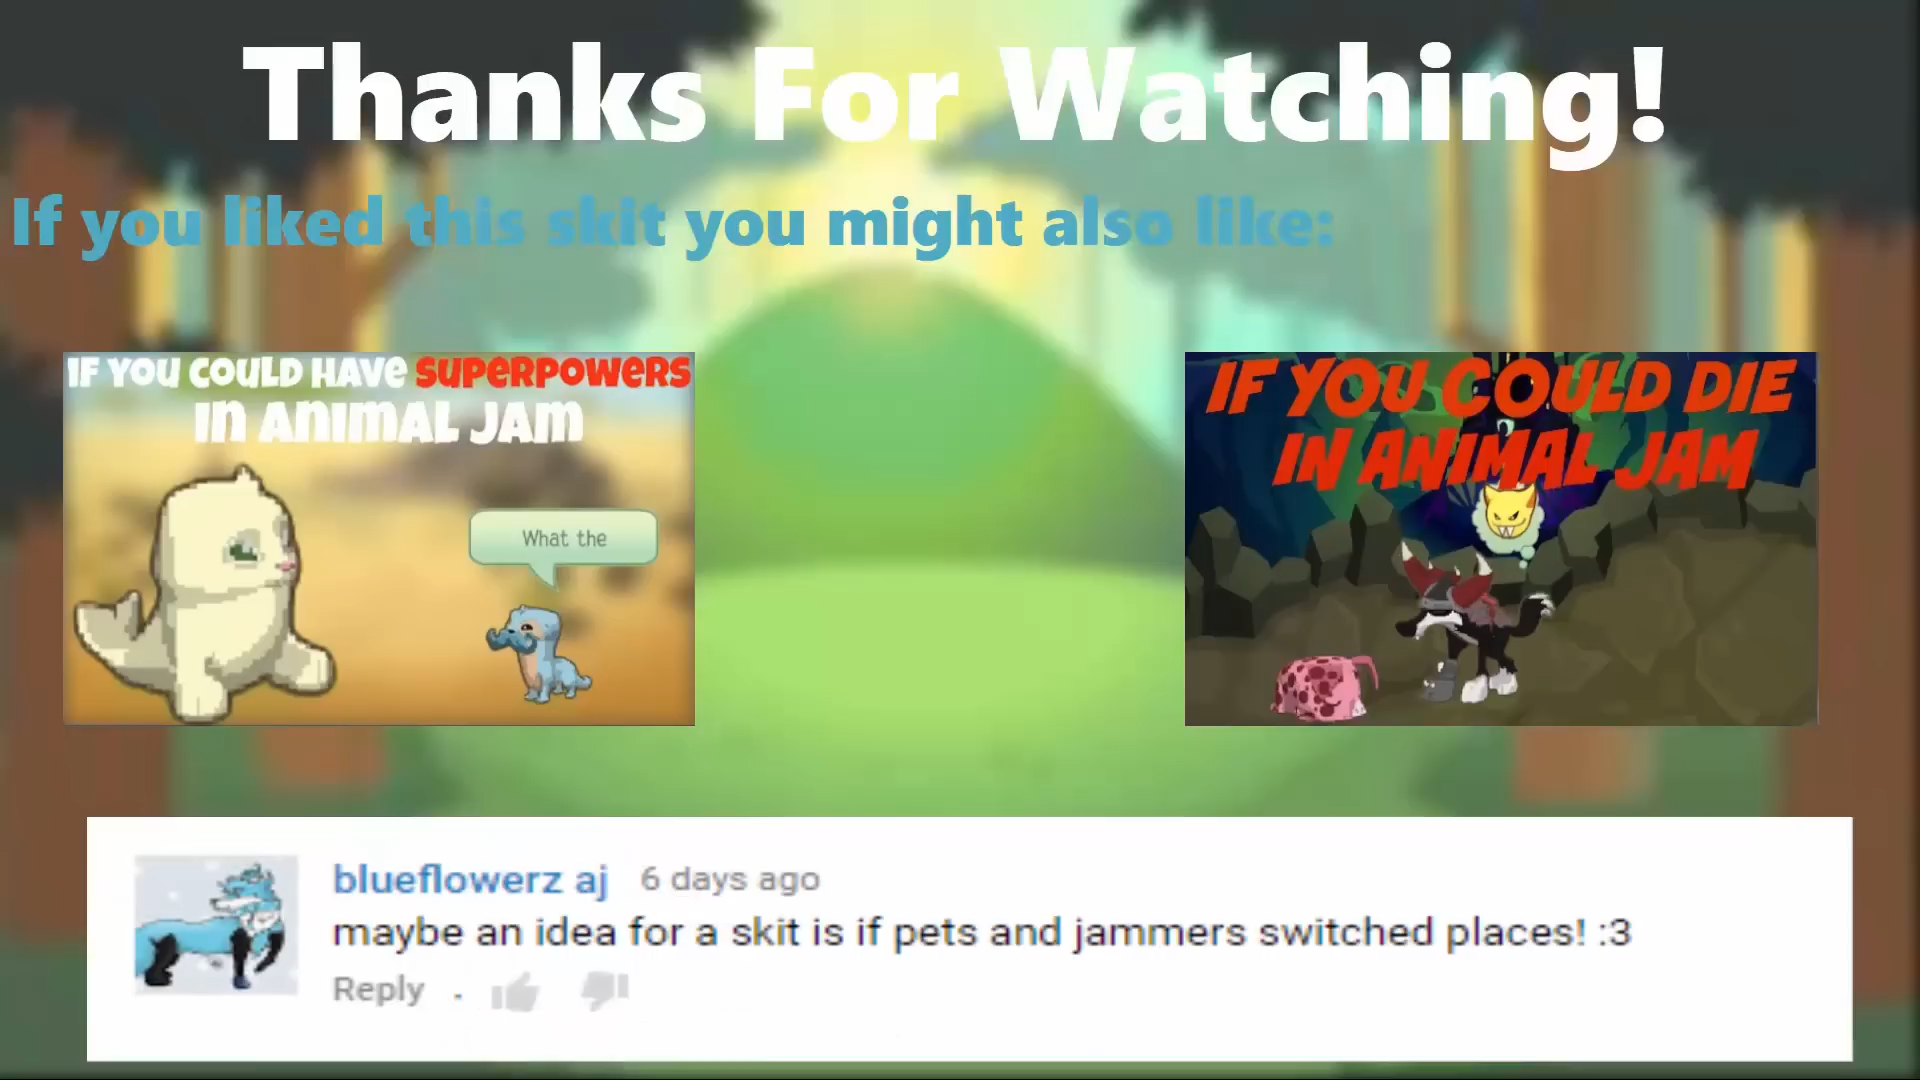 Thanks For Watching!
If you liked this skit you might also like:
IF YOU COULD HAVE SUPERPOWERS
IN ANIMAL JAM
What the
IF YOU COULD DIE
IN ANIMAL JAM
blueflowerz aj 6 days ago
maybe an idea for a skit is if pets and jammers switched places! :3
Reply .